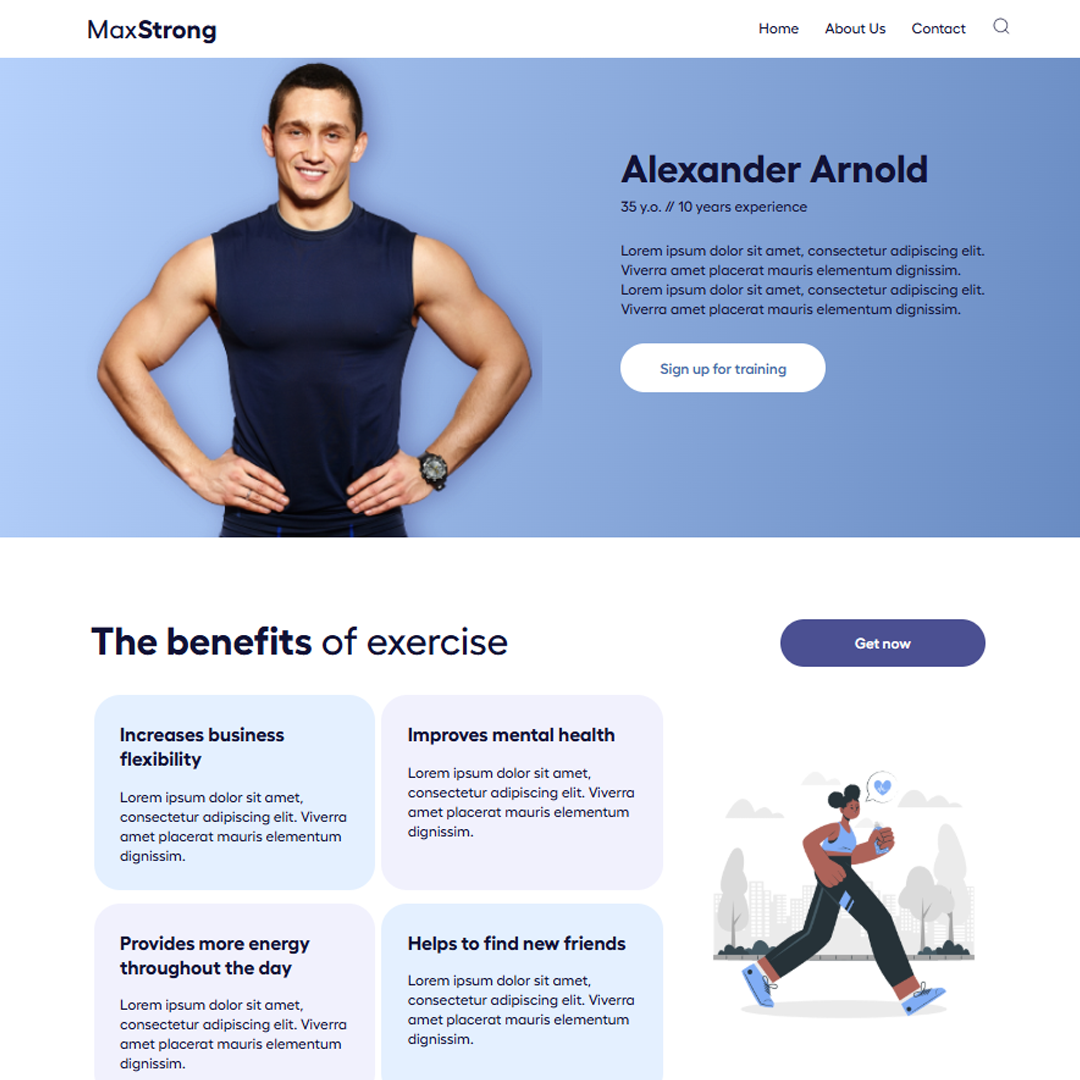 MaxStrong
Home
About Us
Contact
Alexander Arnold
35 y.o. // 10 years experience
Lorem ipsum dolor sit amet, consectetur adipiscing elit.
Viverra amet placerat mauris elementum dignissim.
Lorem ipsum dolor sit amet, consectetur adipiscing elit.
Viverra amet placerat mauris elementum dignissim.
Sign up for training
The benefits of exercise
Get now
Increases business
flexibility
Lorem ipsum dolor sit amet,
consectetur adipiscing elit. Viverra
amet placerat mauris elementum
dignissim.
Improves mental health
Lorem ipsum dolor sit amet,
consectetur adipiscing elit. Viverra
amet placerat mauris elementum
dignissim.
Provides more energy
throughout the day
Lorem ipsum dolor sit amet,
consectetur adipiscing elit. Viverra
amet placerat mauris elementum
dignissim.
Helps to find new friends
Lorem ipsum dolor sit amet,
consectetur adipiscing elit. Viverra
amet placerat mauris elementum
dignissim.